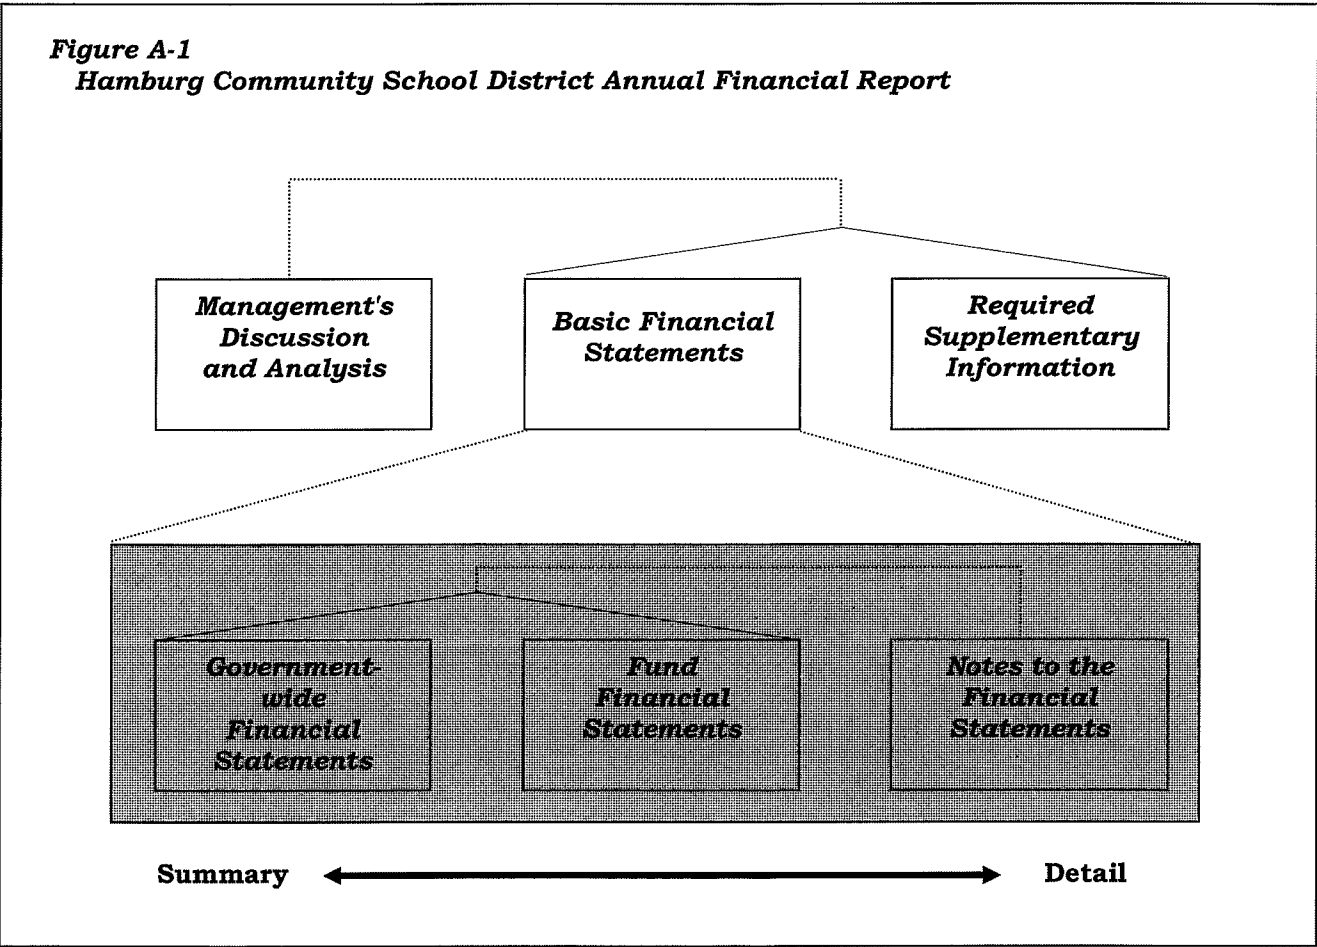 Figure A-1
Hamburg Community School District Annual Financial Report
Management's
Discussion
and Analysis
Basic Financial
Statements
Required
Supplementary
Information
Government-
wide
Financial
Statements
Fund
Financial
Statements
Notes to the
Financial
Statements
Summary
Detail